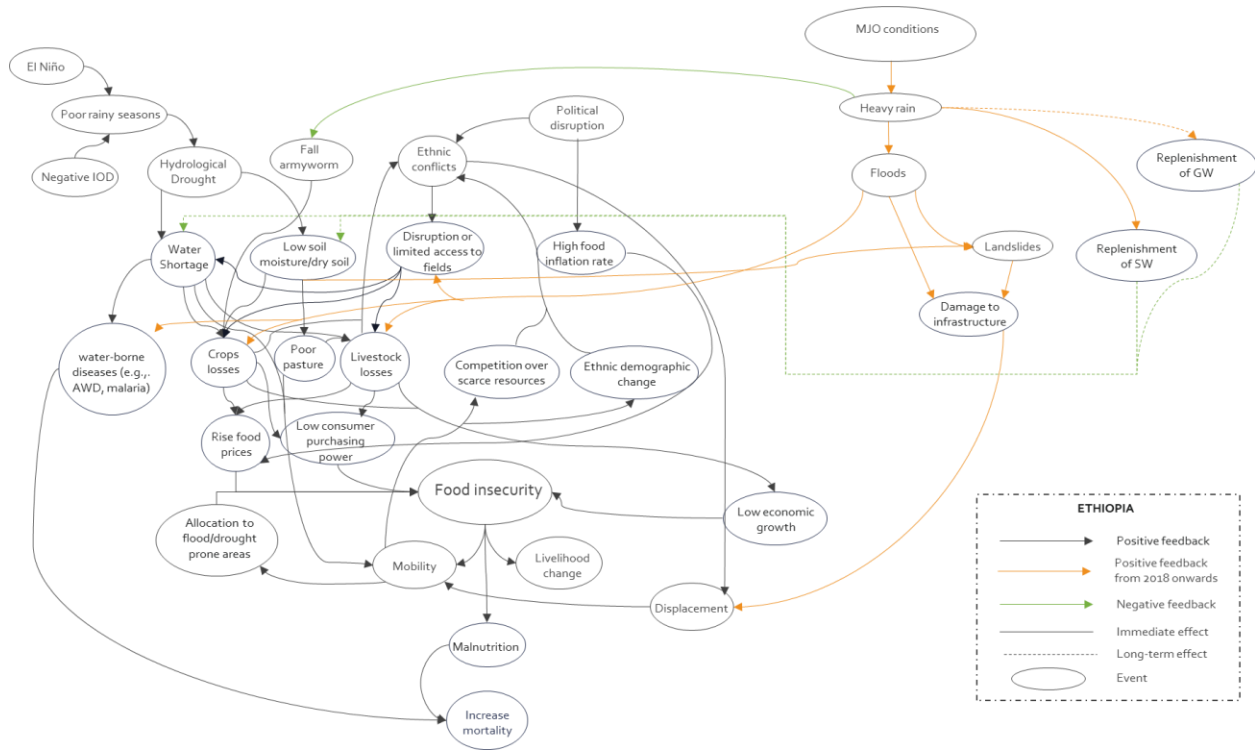 MJO conditions
El Niño
Poor rainy seasons
Political
disruption
Heavy rain
Negative IOD
Hydrological
Drought
Fall
armyworm
Ethnic
conflicts
Floods
Replenishment
of GW
Water
Shortage
Low soil
moisture/dry soil
Disruption or
limited access to
fields
High food
inflation rate
Landslides
Replenishment
of SW
Damage to
infrastructure
water-borne
diseases (e.g.,.
AWD, malaria)
Crops
losses
Poor
pasture
Livestock
losses
Competition over
scarce resources
Ethnic demographic
change
Rise food
prices
Low consumer
purchasing
power
Food insecurity
Low economic
growth
Allocation to
flood/drought
prone areas
Mobility
Livelihood
change
Displacement
Malnutrition
Increase
mortality
ETHIOPIA
Positive feedback
Positive feedback
from 2018 onwards
Negative feedback
Immediate effect
Long-term effect
Event